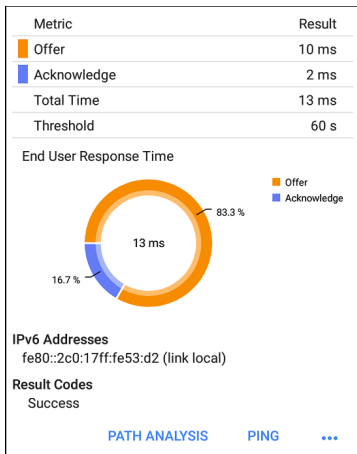 Metric Result
Offer 10 ms
Acknowledge 2 ms
Total Time 13 ms
Threshold 60 s
End User Response Time
Offer
Acknowledge
83.3 %
13 ms
16.7 %
IPv6 Addresses
fe80::2c0:17ff:fe53:d2 (link local)
Result Codes
Success
PATH ANALYSIS PING